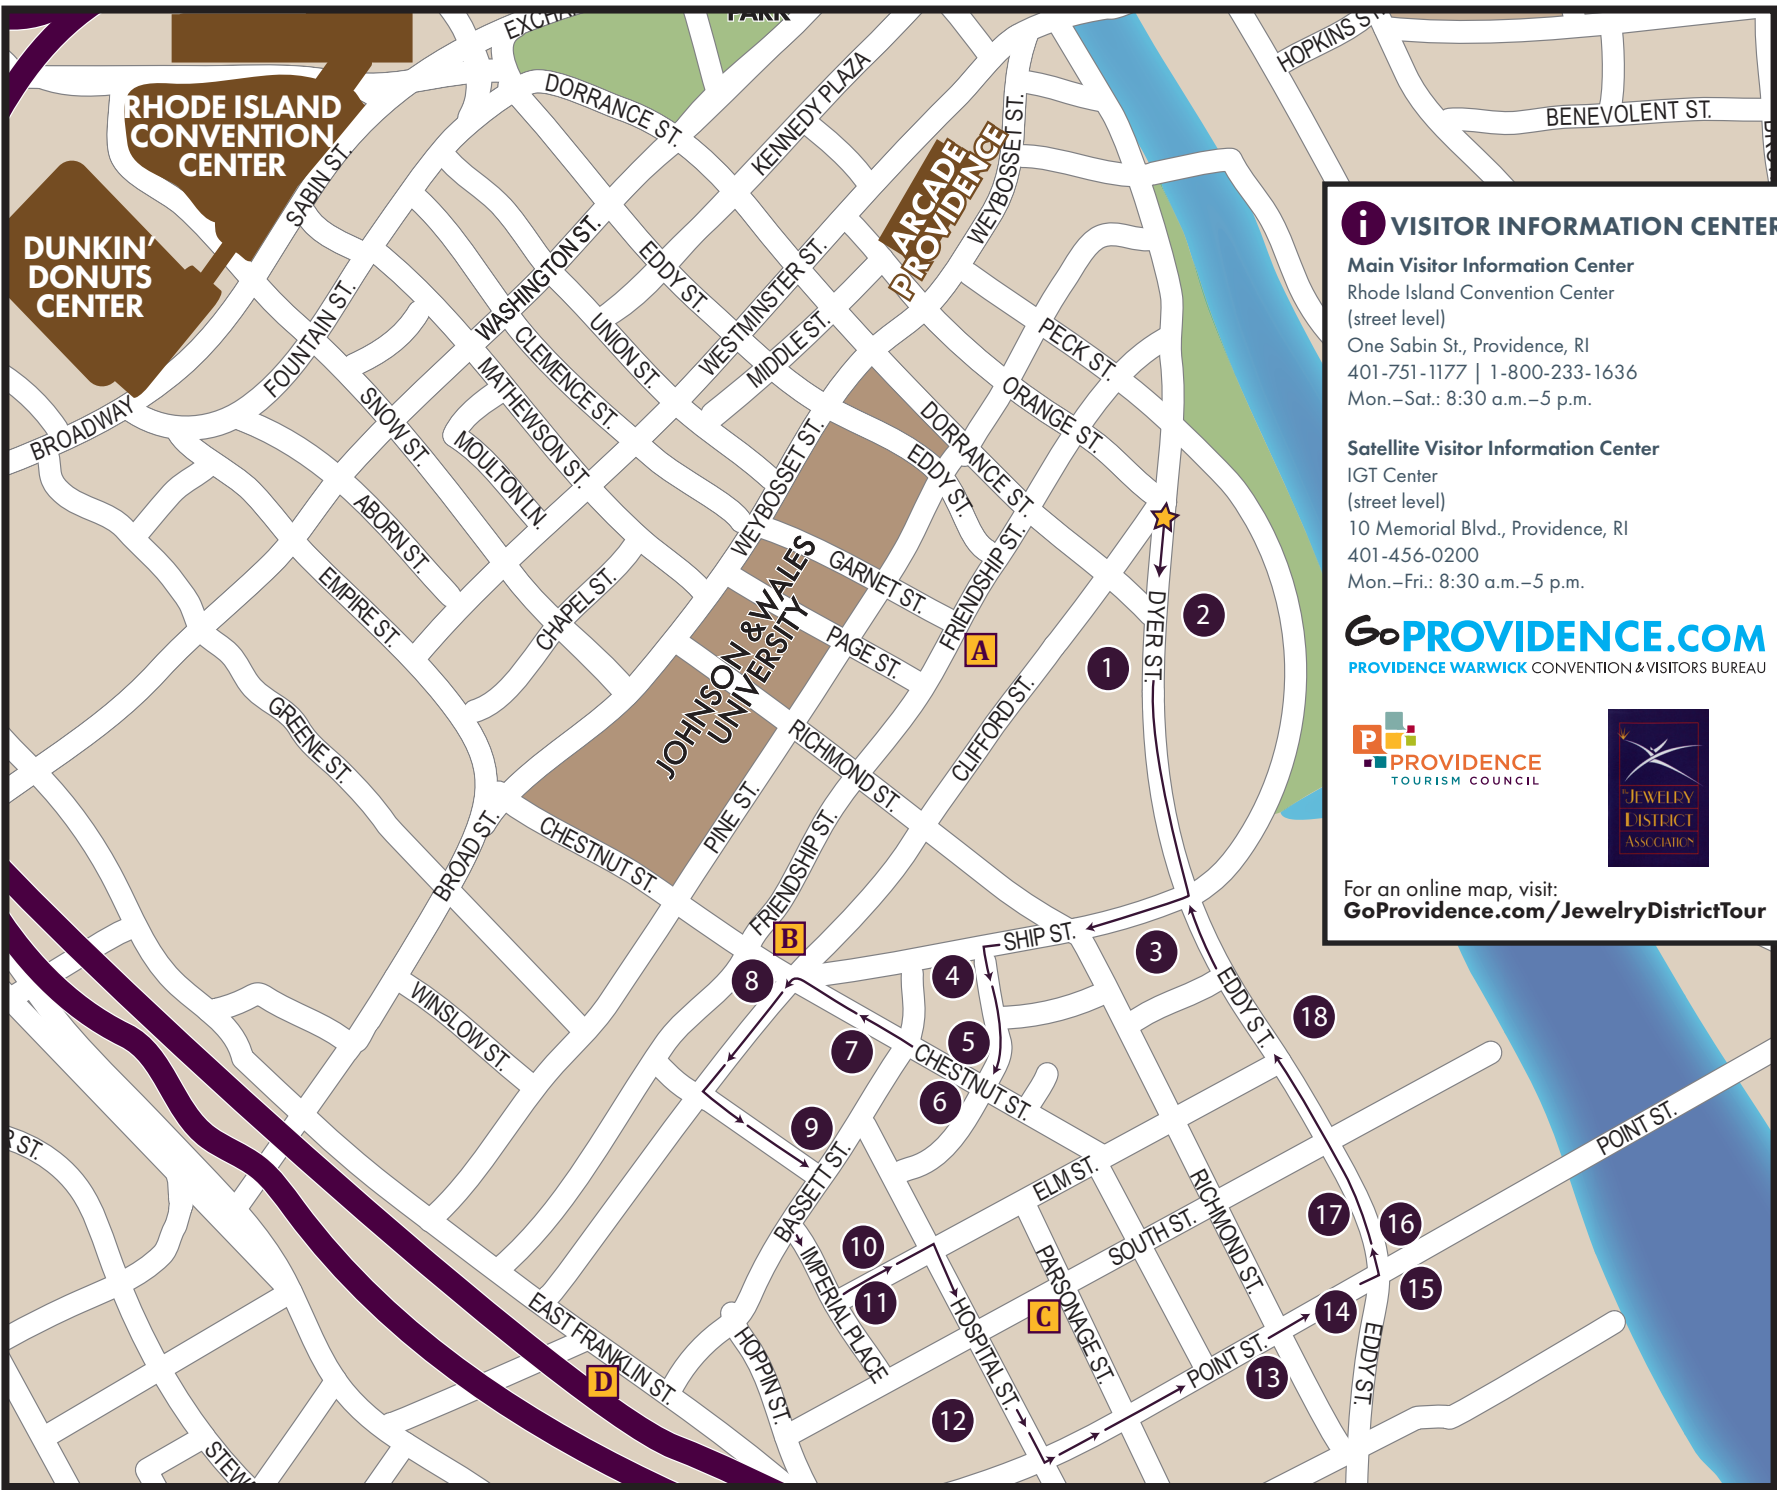 PARK
HOPKINS ST.
BENEVOLENT ST.
RHODE ISLAND
CONVENTION
CENTER
DUNKIN'
DONUTS
CENTER
SABIN ST.
DORRANCE ST.
KENNEDY PLAZA
ARCADE
PROVIDENCE
WEYBOSSET ST.
WASHINGTON ST.
EDDY ST.
WESTMINSTER ST.
MIDDLE ST.
UNION ST.
CLEMENCE ST.
MATHEWSON ST.
FOUNTAIN ST.
SNOW ST.
MOULTON LN.
BROADWAY
ABORN ST.
EMPIRE ST.
CHAPEL ST.
PECK ST.
ORANGE ST.
DORRANCE ST.
EDDY ST.
WEYBOSSET ST.
GARNET ST.
PAGE ST.
FRIENDSHIP ST.
JOHNSON & WALES
UNIVERSITY
RICHMOND ST.
CLIFFORD ST.
DYER ST.
GREENE ST.
BROAD ST.
CHESTNUT ST.
PINE ST.
FRIENDSHIP ST.
SHIP ST.
EDDY ST.
WINSLOW ST.
CHESTNUT ST.
BASSETT ST.
ELM ST.
SOUTH ST.
RICHMOND ST.
PARSONAGE ST.
IMPERIAL PLACE
HOSPITAL ST.
HOPPIN ST.
EAST FRANKLIN ST.
POINT ST.
POINT ST.
EDDY ST.
A
B
C
D
1
2
3
4
5
6
7
8
9
10
11
12
13
14
15
16
17
18
i VISITOR INFORMATION CENTER
Main Visitor Information Center
Rhode Island Convention Center
(street level)
One Sabin St., Providence, RI
401-751-1177 | 1-800-233-1636
Mon.–Sat.: 8:30 a.m.–5 p.m.
Satellite Visitor Information Center
IGT Center
(street level)
10 Memorial Blvd., Providence, RI
401-456-0200
Mon.–Fri.: 8:30 a.m.–5 p.m.
GoPROVIDENCE.COM
PROVIDENCE WARWICK CONVENTION & VISITORS BUREAU
P
PROVIDENCE
TOURISM COUNCIL
The
JEWELRY
DISTRICT
ASSOCIATION
For an online map, visit:
GoProvidence.com/JewelryDistrictTour